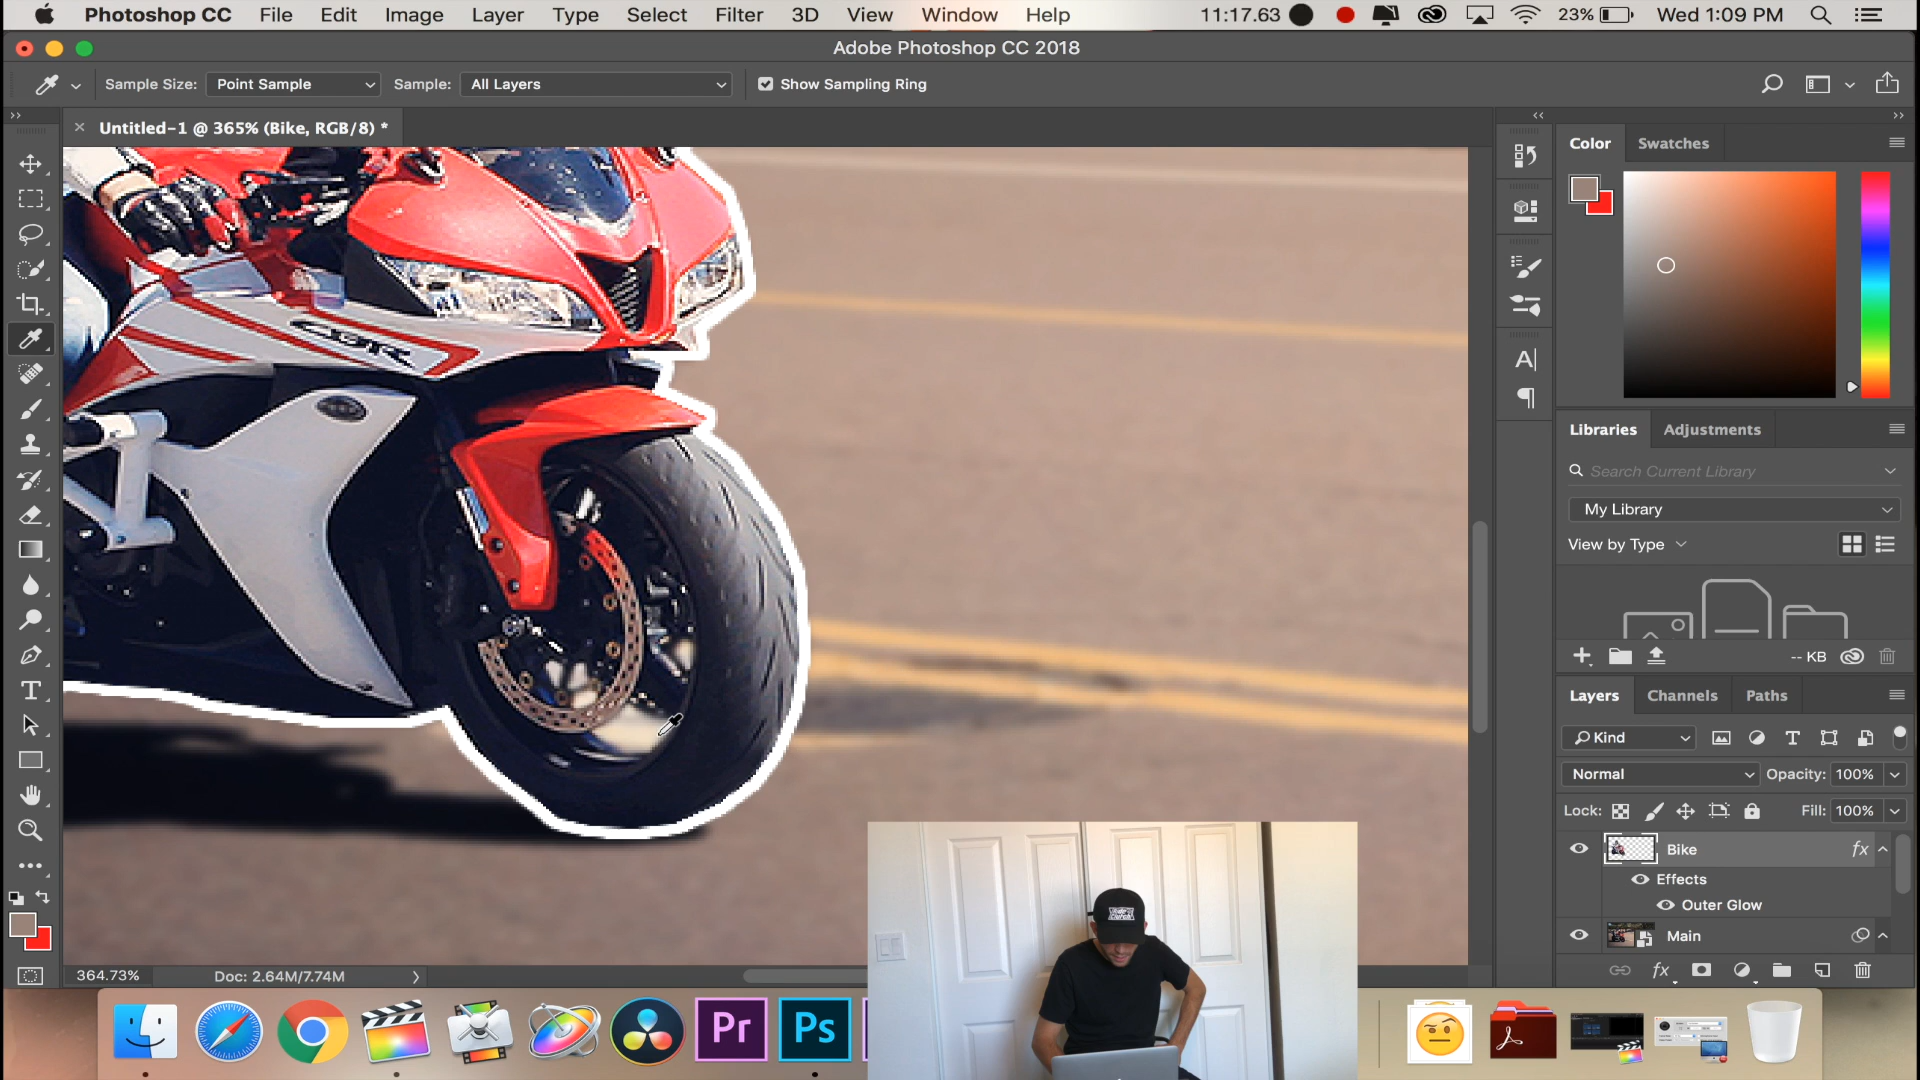 Photoshop CC File Edit Image Layer Type Select Filter 3D View Window Help 11:17.63 23% Wed 1:09 PM
Adobe Photoshop CC 2018
Sample Size: Point Sample Sample: All Layers Show Sampling Ring
Untitled-1 @ 365% (Bike, RGB/8) *
Color Swatches
CBR
Libraries Adjustments
Search Current Library
My Library
View by Type
-- KB
Layers Channels Paths
Kind
Normal Opacity: 100%
Lock: Fill: 100%
Bike fx
Effects
Outer Glow
Main
364.73% Doc: 2.64M/7.74M
fx
Pr Ps